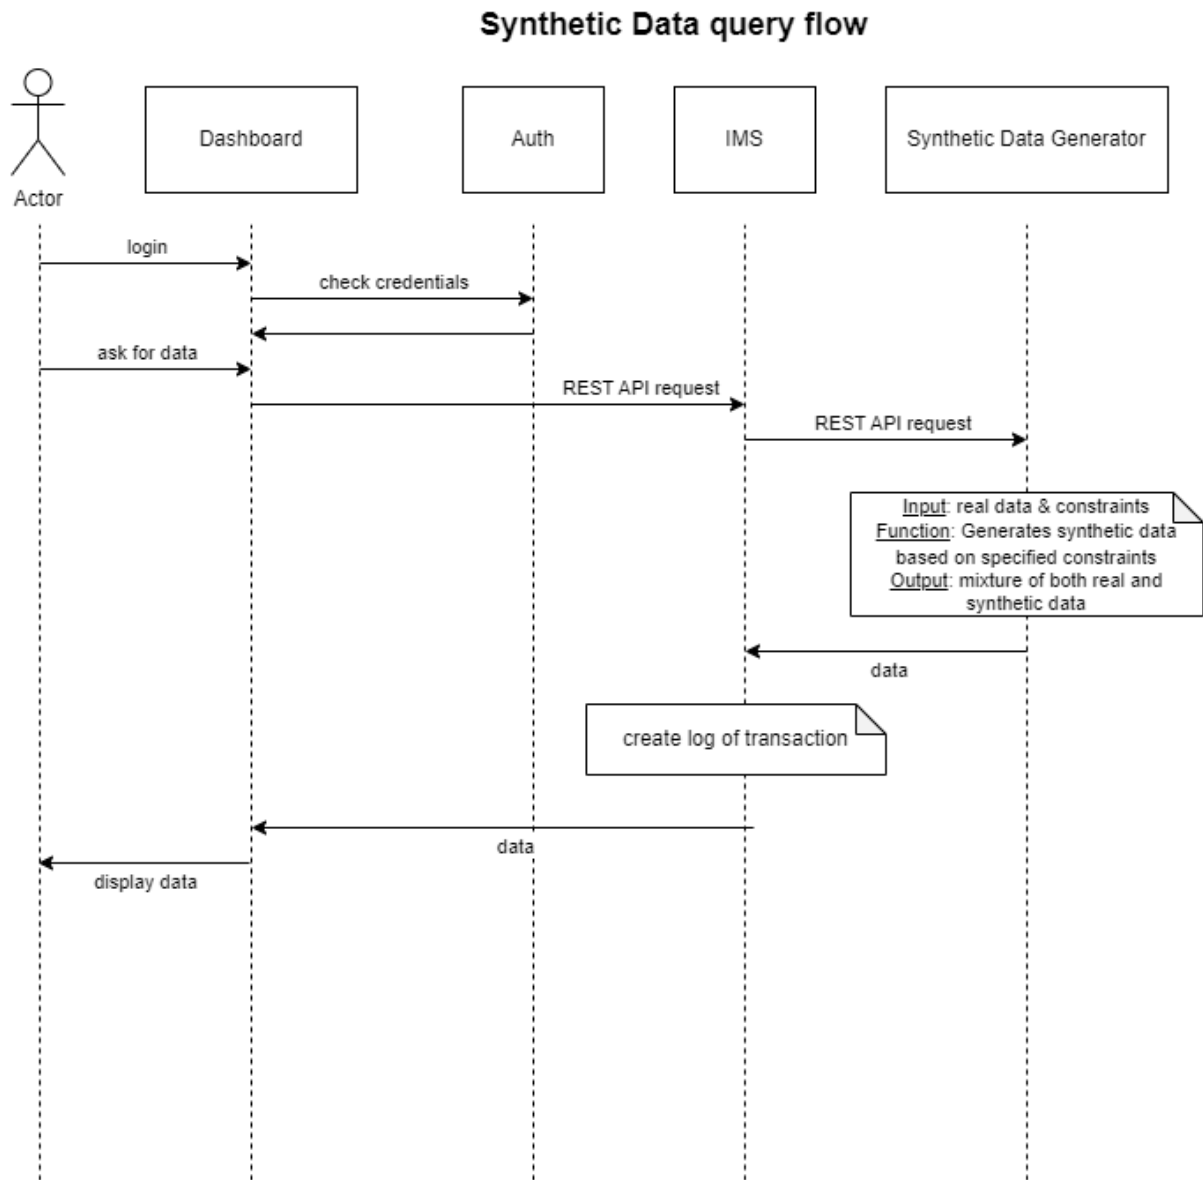 Synthetic Data query flow
Actor
Dashboard
Auth
IMS
Synthetic Data Generator
login
check credentials
ask for data
REST API request
REST API request
Input: real data & constraints
Function: Generates synthetic data
based on specified constraints
Output: mixture of both real and
synthetic data
data
create log of transaction
data
display data